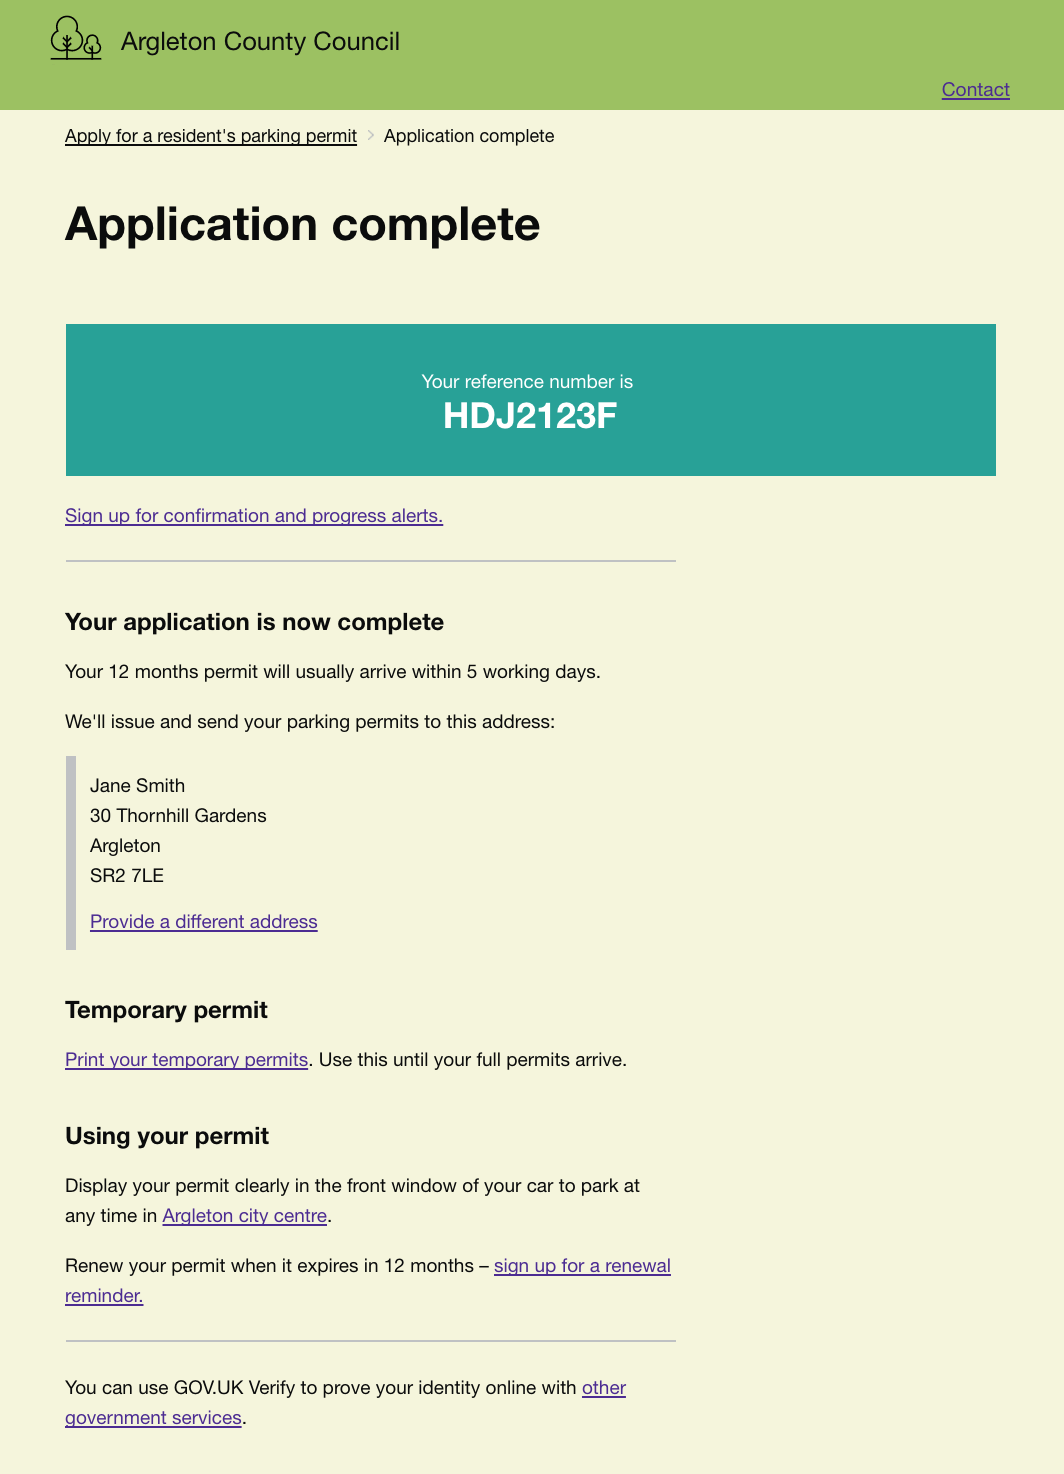 Argleton County Council
Contact
Apply for a resident's parking permit > Application complete
Application complete
Your reference number is
HDJ2123F
Sign up for confirmation and progress alerts.
Your application is now complete
Your 12 months permit will usually arrive within 5 working days.
We'll issue and send your parking permits to this address:
Jane Smith
30 Thornhill Gardens
Argleton
SR2 7LE
Provide a different address
Temporary permit
Print your temporary permits. Use this until your full permits arrive.
Using your permit
Display your permit clearly in the front window of your car to park at
any time in Argleton city centre.
Renew your permit when it expires in 12 months – sign up for a renewal
reminder.
You can use GOV.UK Verify to prove your identity online with other
government services.